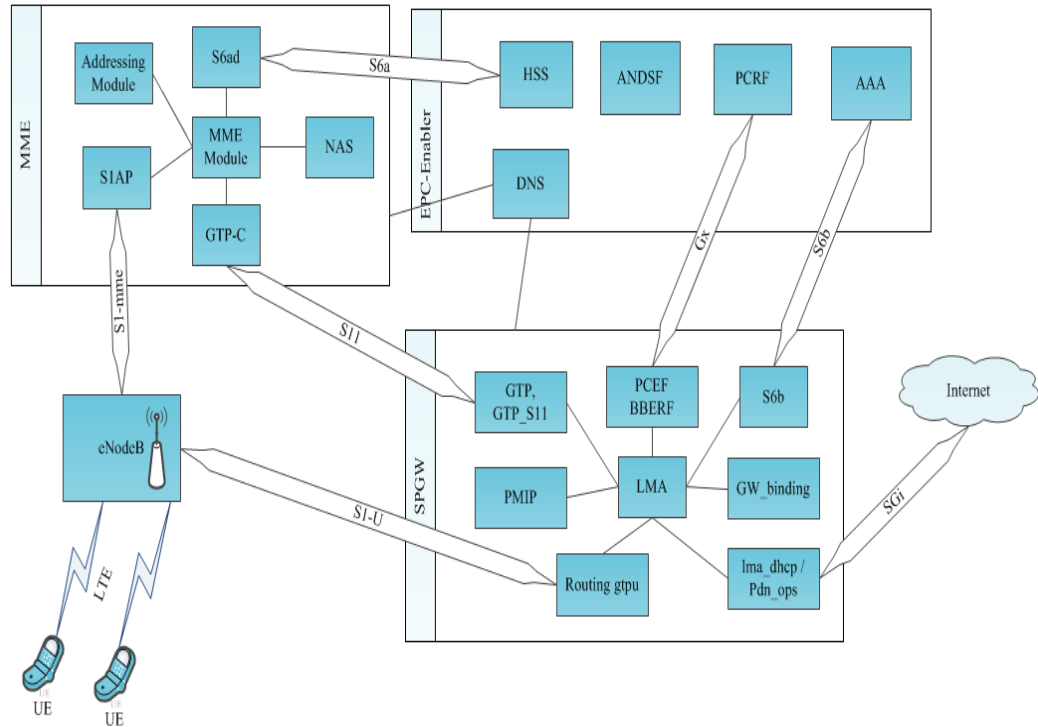 MME
Addressing
Module
S6ad
MME
Module
NAS
S1AP
GTP-C
S6a
EPC-Enabler
HSS
ANDSF
PCRF
AAA
DNS
S1-mme
S11
Gx
S6b
eNodeB
S1-U
LTE
UE
UE
UE
UE
SPGW
GTP,
GTP_S11
PCEF
BBERF
S6b
PMIP
LMA
GW_binding
Routing gtpu
lma_dhcp /
Pdn_ops
SGi
Internet